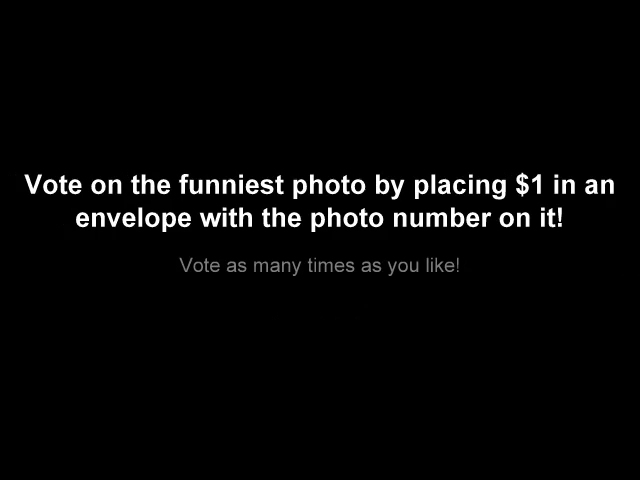 Vote on the funniest photo by placing $1 in an
envelope with the photo number on it!
Vote as many times as you like!